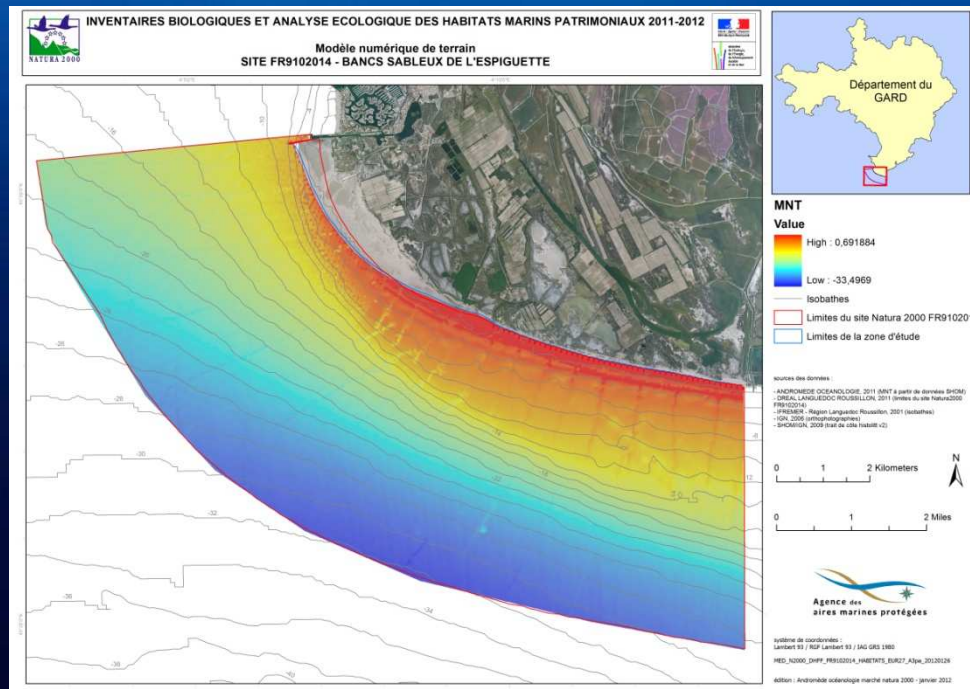 NATURA 2000
INVENTAIRES BIOLOGIQUES ET ANALYSE ECOLOGIQUE DES HABITATS MARINS PATRIMONIAUX 2011-2012
Modèle numérique de terrain
SITE FR9102014 - BANCS SABLEUX DE L'ESPIGUETTE
Département du
GARD
MNT
Value
High : 0,691884
Low : -33,4969
Isobathes
Limites du site Natura 2000 FR910201
Limites de la zone d'étude
sources des données :
- ANDROMEDE OCEANOLOGIE, 2011 (MNT à partir de données SHOM)
- DREAL LANGUEDOC ROUSSILLON, 2011 (limites du site Natura2000
FR9102014)
- IFREMER - Région Languedoc Roussillon, 2001 (isobathes)
- IGN, 2006 (orthophotographies)
- SHOM/IGN, 2009 (trait de côte histolitt v2)
N
0 1 2 Kilometers
0 1 2 Miles
Agence des
aires marines protégées
système de coordonnées :
Lambert 93 / RGF Lambert 93 / IAG GRS 1980
MED_N2000_DHFF_FR9102014_HABITATS_EUR27_A3pa_20120126
édition : Andromède océanologie marché natura 2000 - janvier 2012
-16
-10
-26
-28
-30
-32
-34
-36
-38
-40